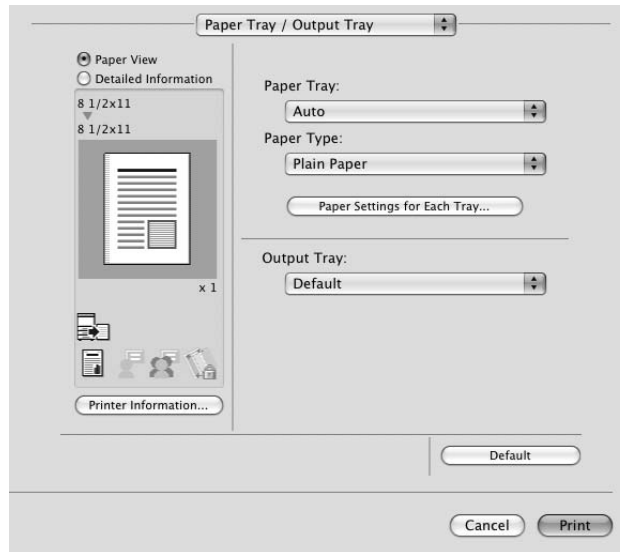 Paper Tray / Output Tray
Paper View
Detailed Information
8 1/2x11
8 1/2x11
x 1
Printer Information...
Paper Tray:
Auto
Paper Type:
Plain Paper
Paper Settings for Each Tray...
Output Tray:
Default
Default
Cancel
Print